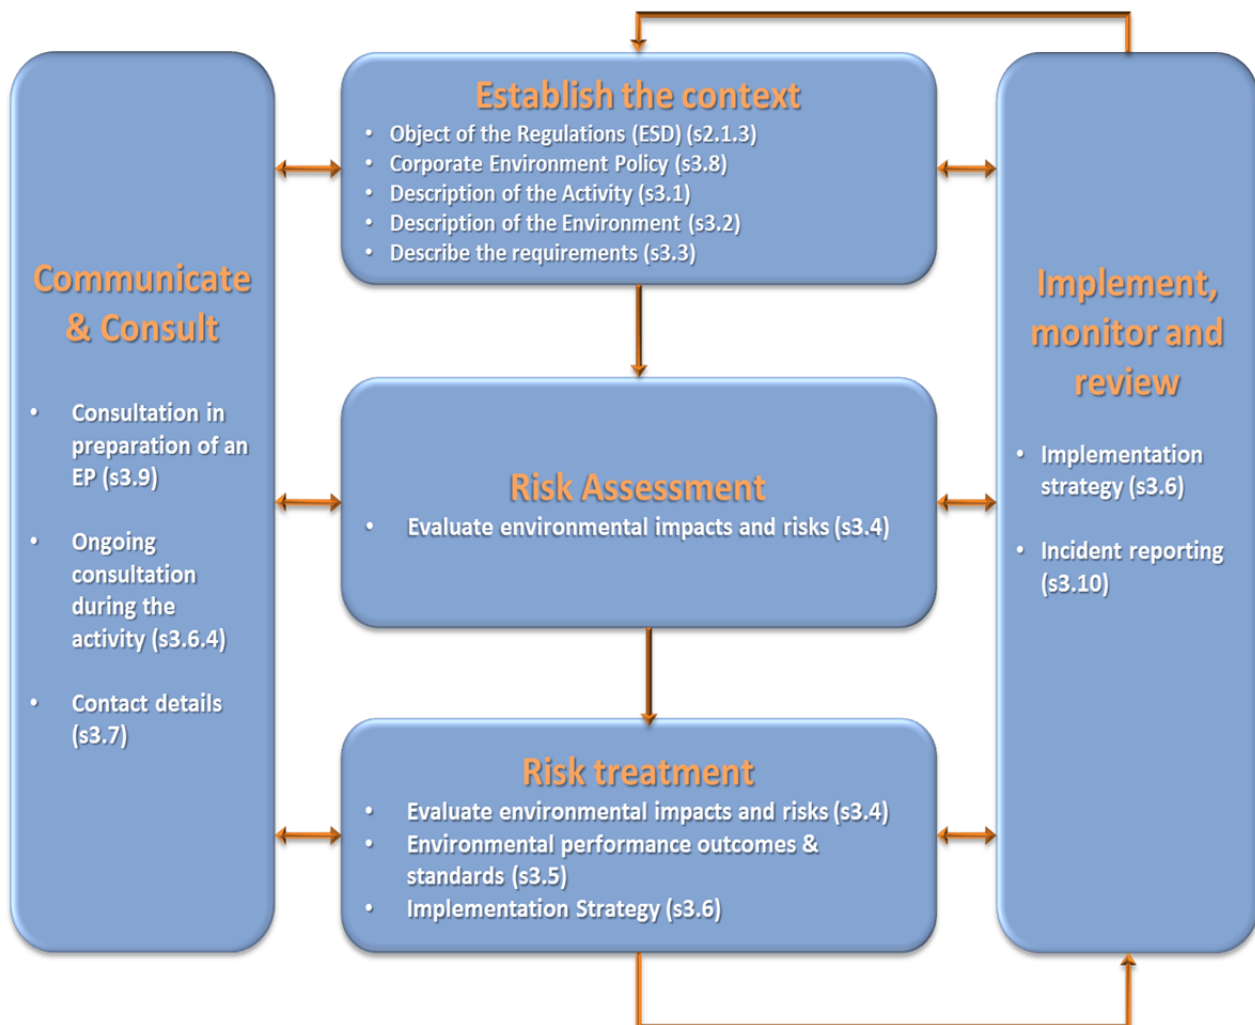 Establish the context
• Object of the Regulations (ESD) (s2.1.3)
• Corporate Environment Policy (s3.8)
• Description of the Activity (s3.1)
• Description of the Environment (s3.2)
• Describe the requirements (s3.3)
Communicate
& Consult
• Consultation in
preparation of an
EP (s3.9)
• Ongoing
consultation
during the
activity (s3.6.4)
• Contact details
(s3.7)
Risk Assessment
• Evaluate environmental impacts and risks (s3.4)
Risk treatment
• Evaluate environmental impacts and risks (s3.4)
• Environmental performance outcomes &
standards (s3.5)
• Implementation Strategy (s3.6)
Implement,
monitor and
review
• Implementation
strategy (s3.6)
• Incident reporting
(s3.10)